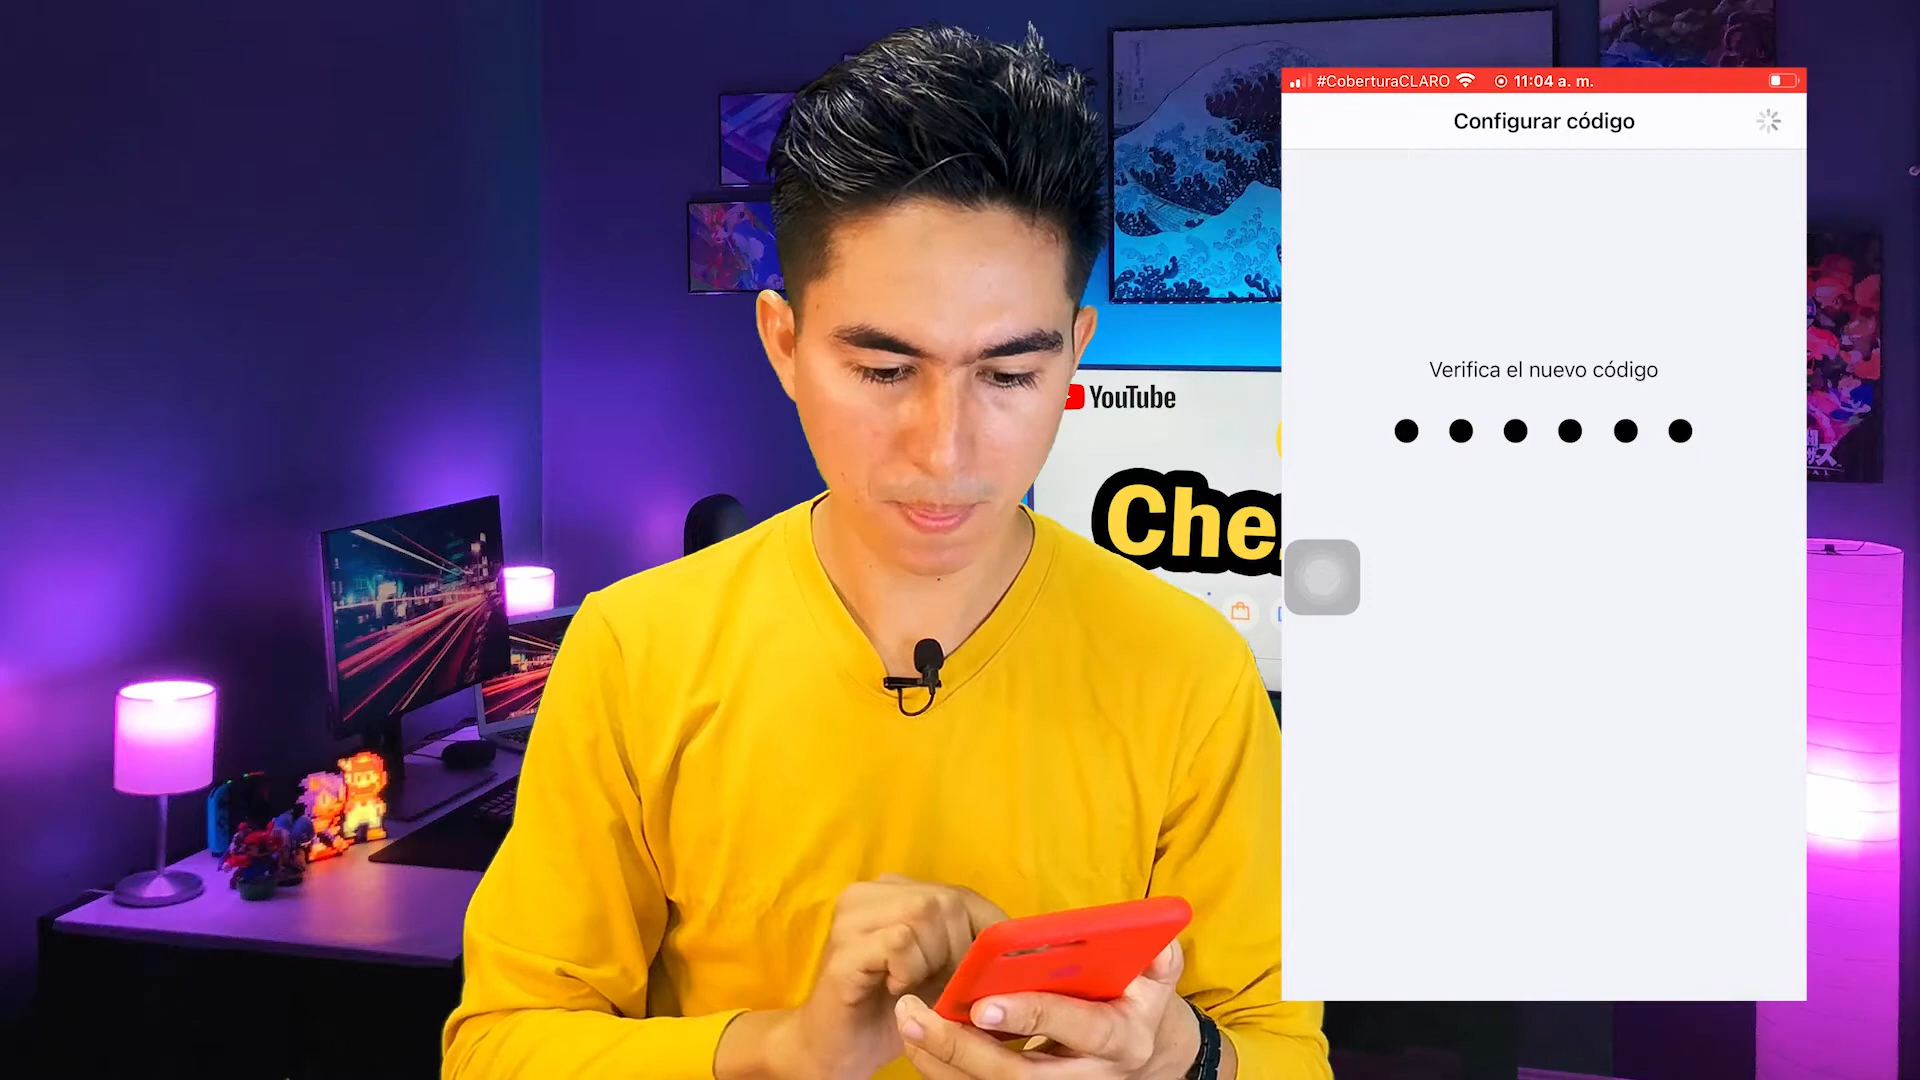 #CoberturaCLARO
11:04 a. m.
Configurar código
Verifica el nuevo código
YouTube
Che